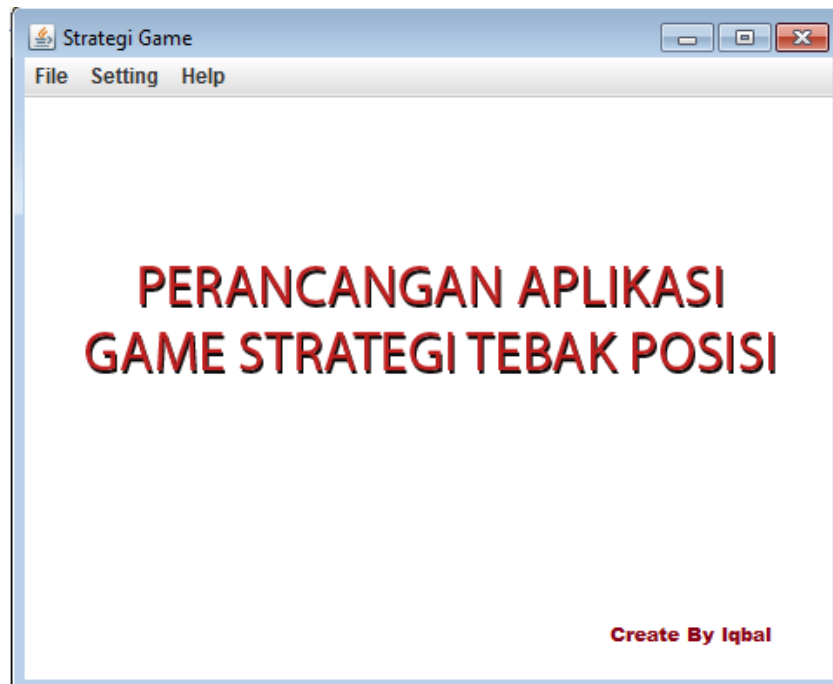 Strategi Game
File Setting Help
PERANCANGAN APLIKASI
GAME STRATEGI TEBAK POSISI
Create By Iqbal